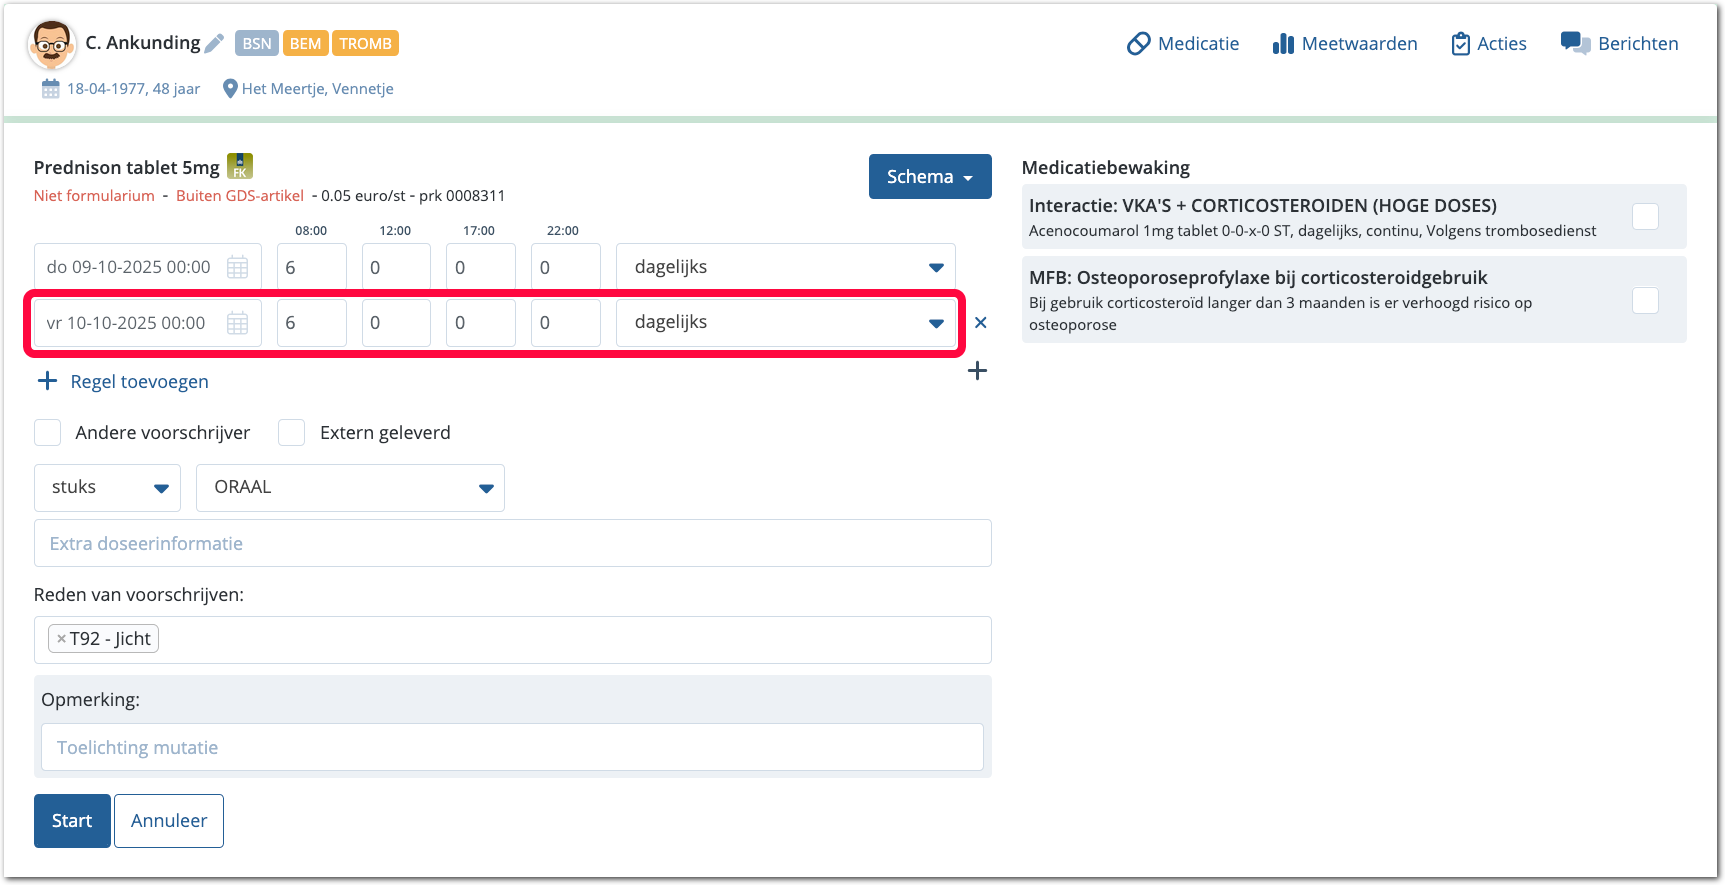 C. Ankunding BSN BEM TROMB
Medicatie Meetwaarden Acties Berichten
18-04-1977, 48 jaar Het Meertje, Vennetje
Prednison tablet 5mg FK
Niet formularium - Buiten GDS-artikel - 0.05 euro/st - prk 0008311
Schema
08:00 12:00 17:00 22:00
do 09-10-2025 00:00 6 0 0 0 dagelijks
vr 10-10-2025 00:00 6 0 0 0 dagelijks ×
+ Regel toevoegen +
Andere voorschrijver Extern geleverd
stuks ORAAL
Extra doseerinformatie
Reden van voorschrijven:
× T92 - Jicht
Opmerking:
Toelichting mutatie
Start Annuleer
Medicatiebewaking
Interactie: VKA'S + CORTICOSTEROIDEN (HOGE DOSES)
Acenocoumarol 1mg tablet 0-0-x-0 ST, dagelijks, continu, Volgens trombosedienst
MFB: Osteoporoseprofylaxe bij corticosteroidgebruik
Bij gebruik corticosteroïd langer dan 3 maanden is er verhoogd risico op
osteoporose